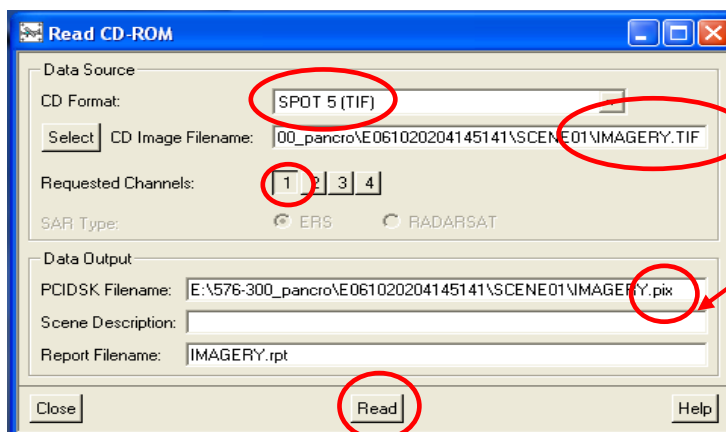 Read CD-ROM
Data Source
CD Format: SPOT 5 (TIF)
Select CD Image Filename: 00_pancro\E061020204145141\SCENE01\IMAGERY.TIF
Requested Channels: 1 2 3 4
SAR Type: ERS RADARSAT
Data Output
PCIDSK Filename: E:\576-300_pancro\E061020204145141\SCENE01\IMAGERY.pix
Scene Description:
Report Filename: IMAGERY.rpt
Close Read Help